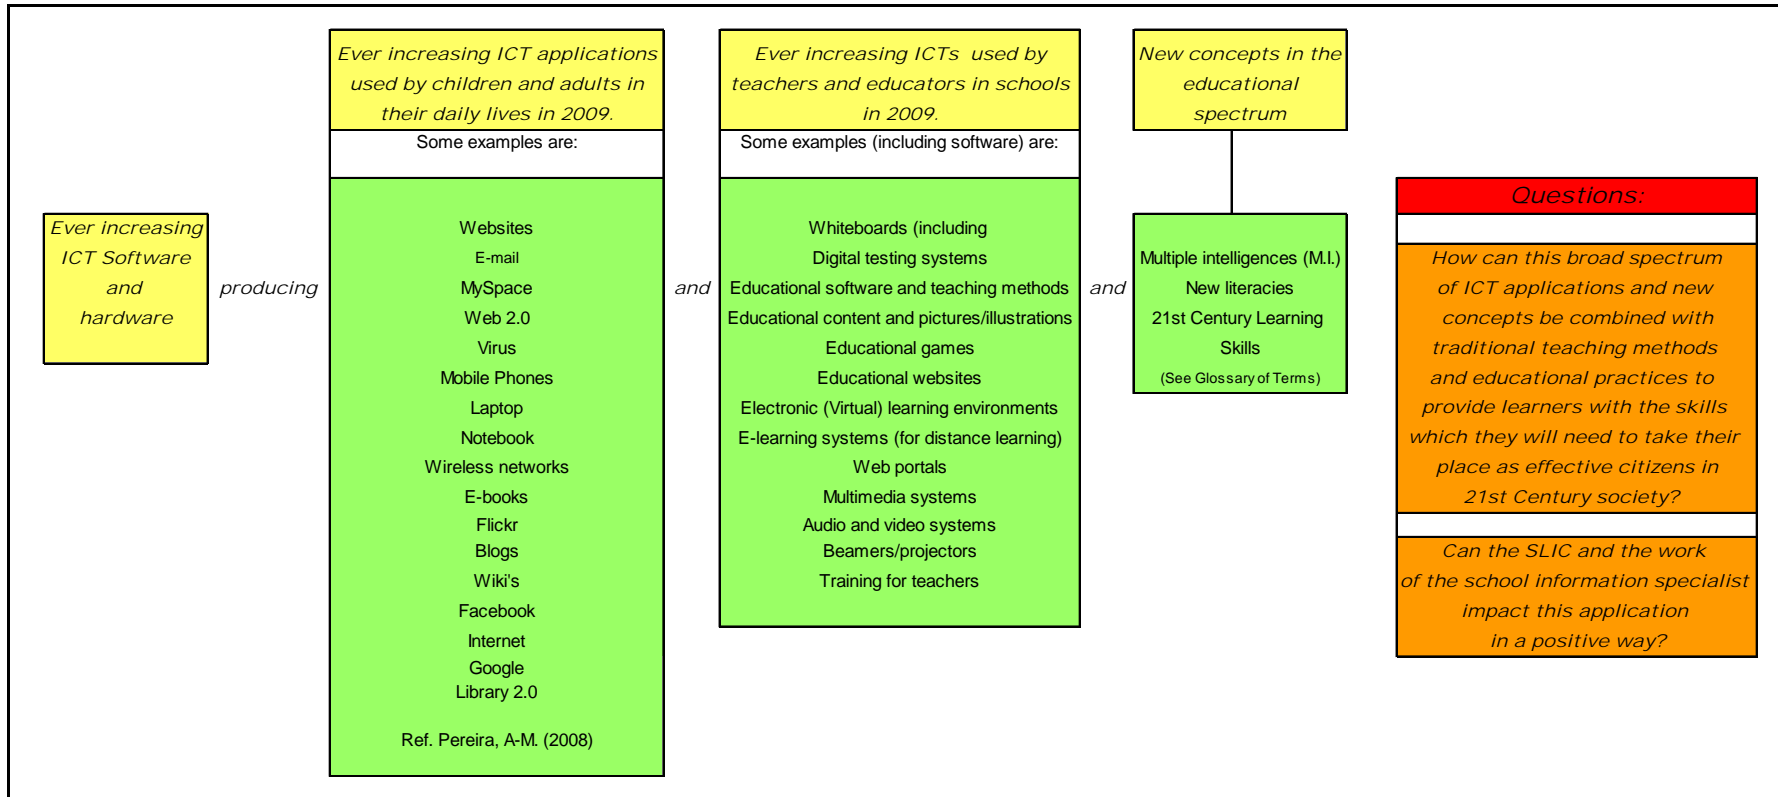 Ever increasing
ICT Software
and
hardware
producing
Ever increasing ICT applications
used by children and adults in
their daily lives in 2009.
Some examples are:
Websites
E-mail
MySpace
Web 2.0
Virus
Mobile Phones
Laptop
Notebook
Wireless networks
E-books
Flickr
Blogs
Wiki's
Facebook
Internet
Google
Library 2.0
Ref. Pereira, A-M. (2008)
and
Ever increasing ICTs used by
teachers and educators in schools
in 2009.
Some examples (including software) are:
Whiteboards (including
Digital testing systems
Educational software and teaching methods
Educational content and pictures/illustrations
Educational games
Educational websites
Electronic (Virtual) learning environments
E-learning systems (for distance learning)
Web portals
Multimedia systems
Audio and video systems
Beamers/projectors
Training for teachers
and
New concepts in the
educational
spectrum
Multiple intelligences (M.I.)
New literacies
21st Century Learning
Skills
(See Glossary of Terms)
Questions:
How can this broad spectrum
of ICT applications and new
concepts be combined with
traditional teaching methods
and educational practices to
provide learners with the skills
which they will need to take their
place as effective citizens in
21st Century society?
Can the SLIC and the work
of the school information specialist
impact this application
in a positive way?